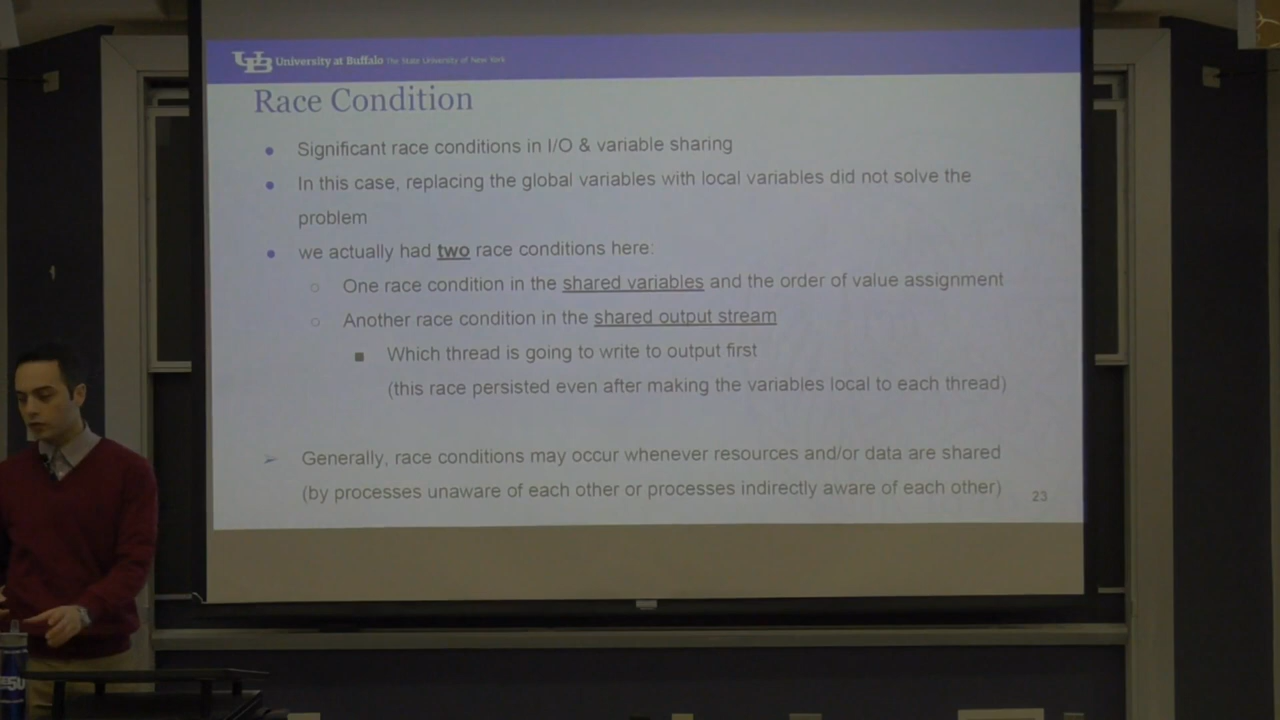 UB University at Buffalo The State University of New York
Race Condition
Significant race conditions in I/O & variable sharing
In this case, replacing the global variables with local variables did not solve the
problem
we actually had two race conditions here:
One race condition in the shared variables and the order of value assignment
Another race condition in the shared output stream
Which thread is going to write to output first
(this race persisted even after making the variables local to each thread)
Generally, race conditions may occur whenever resources and/or data are shared
(by processes unaware of each other or processes indirectly aware of each other)
23